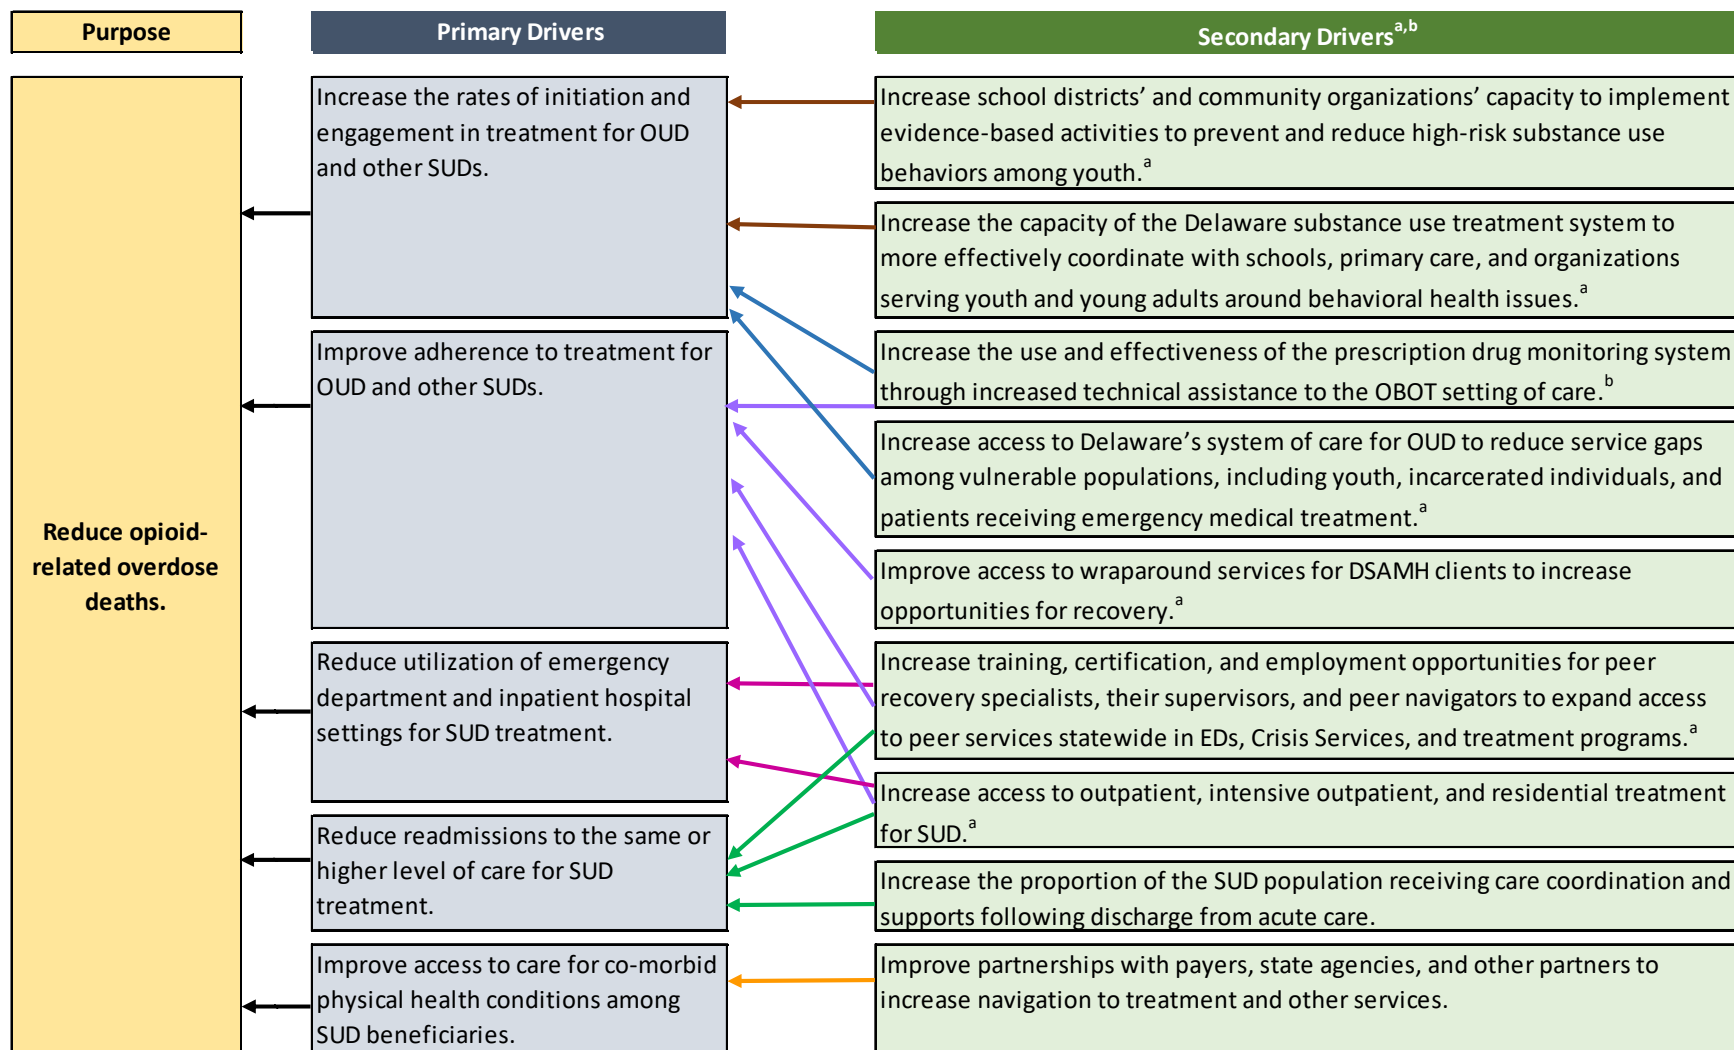 Purpose
Primary Drivers
Secondary Drivers a,b
Reduce opioid-
related overdose
deaths.
Increase the rates of initiation and
engagement in treatment for OUD
and other SUDs.
Improve adherence to treatment for
OUD and other SUDs.
Reduce utilization of emergency
department and inpatient hospital
settings for SUD treatment.
Reduce readmissions to the same or
higher level of care for SUD
treatment.
Improve access to care for co-morbid
physical health conditions among
SUD beneficiaries.
Increase school districts’ and community organizations’ capacity to implement
evidence-based activities to prevent and reduce high-risk substance use
behaviors among youth.a
Increase the capacity of the Delaware substance use treatment system to
more effectively coordinate with schools, primary care, and organizations
serving youth and young adults around behavioral health issues.a
Increase the use and effectiveness of the prescription drug monitoring system
through increased technical assistance to the OBOT setting of care. b
Increase access to Delaware’s system of care for OUD to reduce service gaps
among vulnerable populations, including youth, incarcerated individuals, and
patients receiving emergency medical treatment.a
Improve access to wraparound services for DSAMH clients to increase
opportunities for recovery.a
Increase training, certification, and employment opportunities for peer
recovery specialists, their supervisors, and peer navigators to expand access
to peer services statewide in EDs, Crisis Services, and treatment programs.a
Increase access to outpatient, intensive outpatient, and residential treatment
for SUD.a
Increase the proportion of the SUD population receiving care coordination and
supports following discharge from acute care.
Improve partnerships with payers, state agencies, and other partners to
increase navigation to treatment and other services.